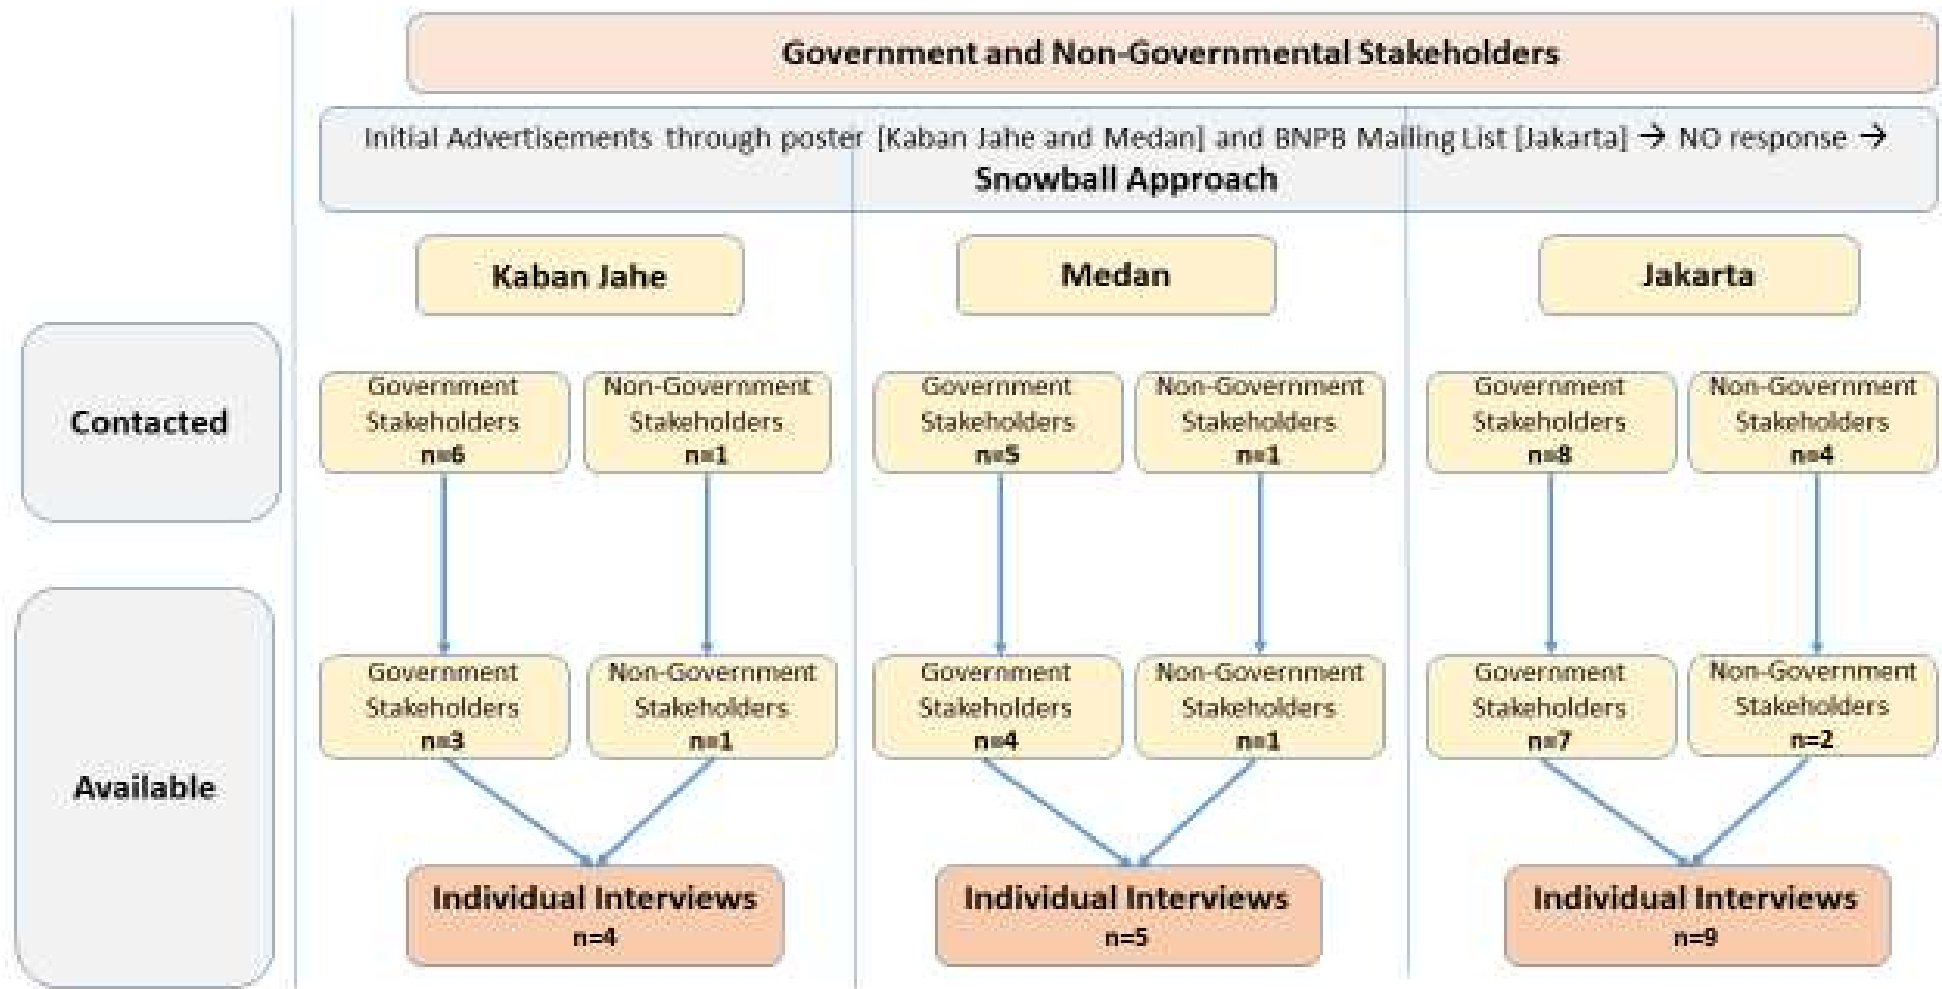 Government and Non-Governmental Stakeholders
Initial Advertisements through poster [Kaban Jahe and Medan] and BNPB Mailing List [Jakarta] → NO response →
Snowball Approach
Kaban Jahe
Medan
Jakarta
Contacted
Government
Stakeholders
n=6
Non-Government
Stakeholders
n=1
Government
Stakeholders
n=5
Non-Government
Stakeholders
n=1
Government
Stakeholders
n=8
Non-Government
Stakeholders
n=4
Available
Government
Stakeholders
n=3
Non-Government
Stakeholders
n=1
Government
Stakeholders
n=4
Non-Government
Stakeholders
n=1
Government
Stakeholders
n=7
Non-Government
Stakeholders
n=2
Individual Interviews
n=4
Individual Interviews
n=5
Individual Interviews
n=9